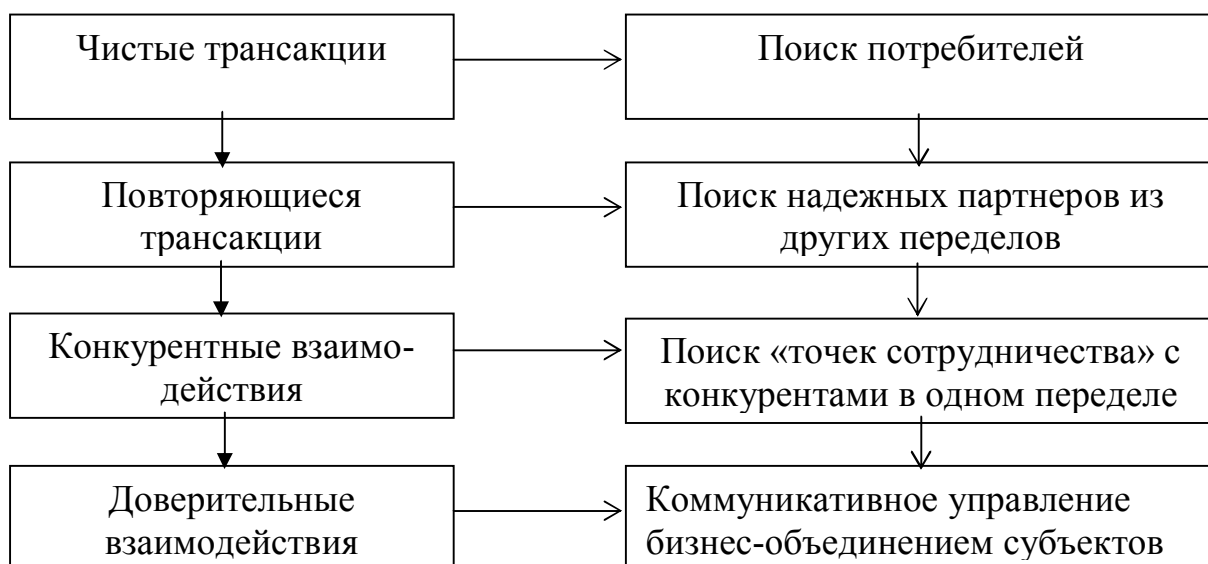 Чистые трансакции
Поиск потребителей
Повторяющиеся
трансакции
Поиск надежных партнеров из
других переделов
Конкурентные взаимо-
действия
Поиск «точек сотрудничества» с
конкурентами в одном переделе
Доверительные
взаимодействия
Коммуникативное управление
бизнес-объединением субъектов